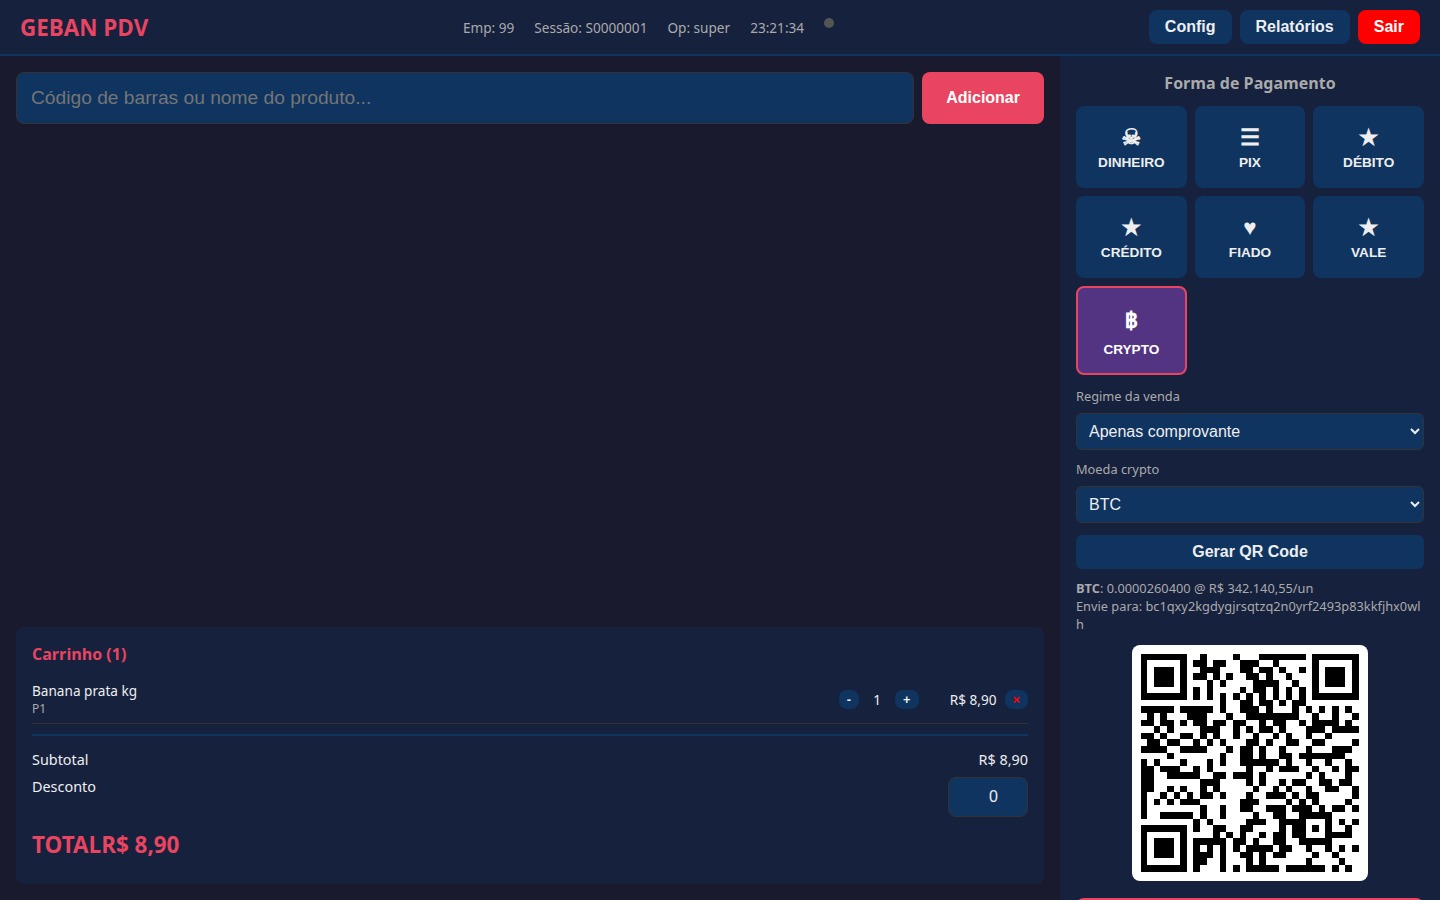 GEBAN PDV
Emp: 99 Sessão: S0000001 Op: super 23:21:34
Config Relatórios Sair
Código de barras ou nome do produto...
Adicionar
Carrinho (1)
Banana prata kg
P1
- 1 + R$ 8,90 ×
Subtotal R$ 8,90
Desconto 0
TOTALR$ 8,90
Forma de Pagamento
DINHEIRO PIX DÉBITO
CRÉDITO FIADO VALE
฿
CRYPTO
Regime da venda
Apenas comprovante
Moeda crypto
BTC
Gerar QR Code
BTC: 0.0000260400 @ R$ 342.140,55/un
Envie para: bc1qxy2kgdygjrsqtzq2n0yrf2493p83kkfjhx0wl
h